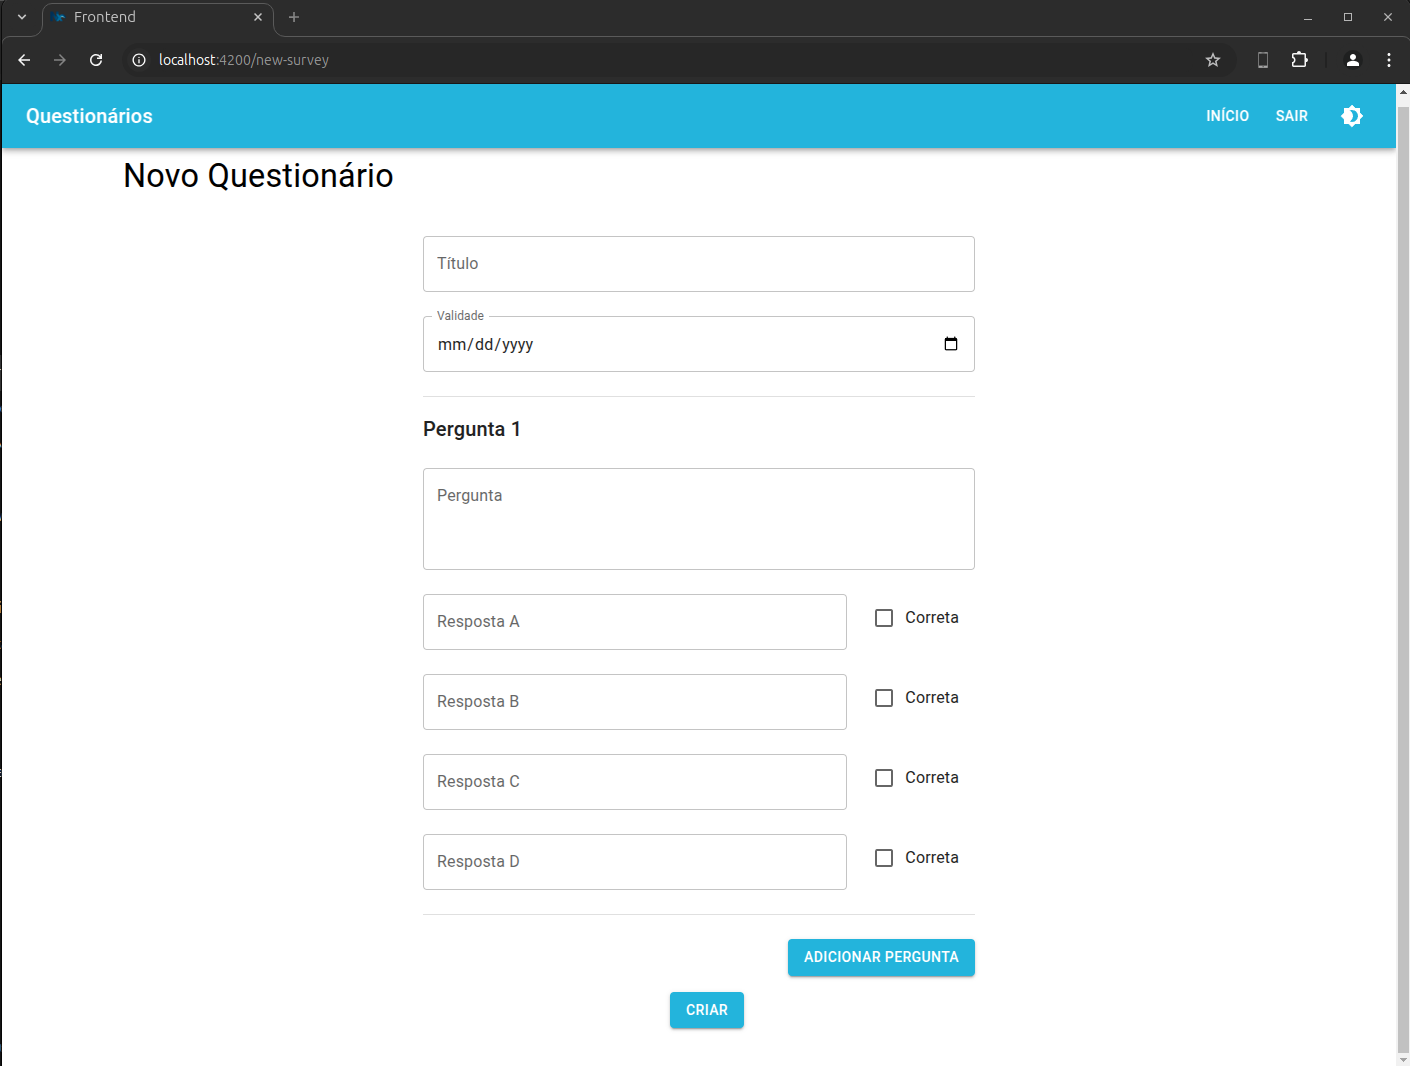 Frontend
localhost:4200/new-survey
Questionários
INÍCIO SAIR
Novo Questionário
Título
Validade
mm/dd/yyyy
Pergunta 1
Pergunta
Resposta A Correta
Resposta B Correta
Resposta C Correta
Resposta D Correta
ADICIONAR PERGUNTA
CRIAR